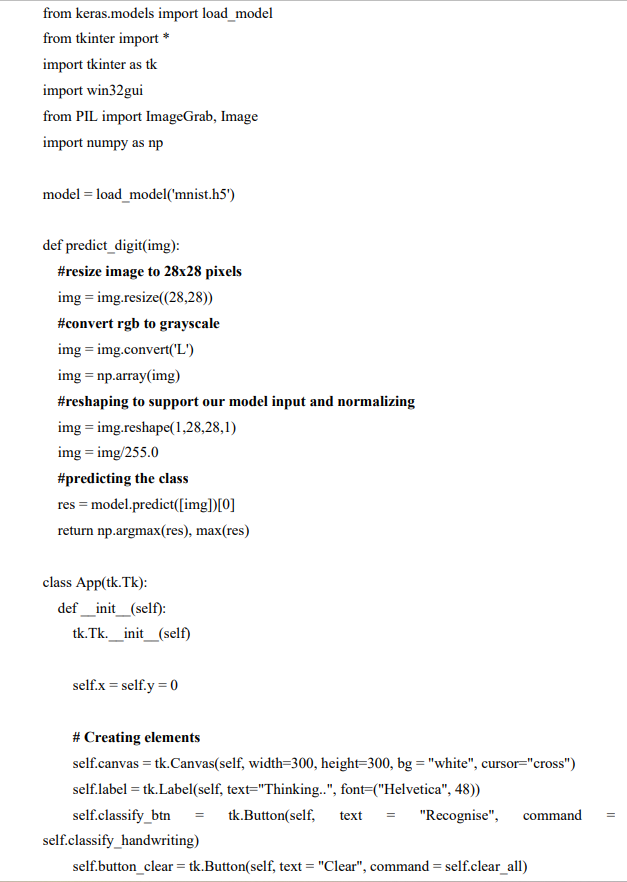 from keras.models import load_model
from tkinter import *
import tkinter as tk
import win32gui
from PIL import ImageGrab, Image
import numpy as np
model = load_model('mnist.h5')
def predict_digit(img):
#resize image to 28x28 pixels
img = img.resize((28,28))
#convert rgb to grayscale
img = img.convert('L')
img = np.array(img)
#reshaping to support our model input and normalizing
img = img.reshape(1,28,28,1)
img = img/255.0
#predicting the class
res = model.predict([img])[0]
return np.argmax(res), max(res)
class App(tk.Tk):
def __init__(self):
tk.Tk.__init__(self)
self.x = self.y = 0
# Creating elements
self.canvas = tk.Canvas(self, width=300, height=300, bg = "white", cursor="cross")
self.label = tk.Label(self, text="Thinking..", font=("Helvetica", 48))
self.classify_btn = tk.Button(self, text = "Recognise", command =
self.classify_handwriting)
self.button_clear = tk.Button(self, text = "Clear", command = self.clear_all)